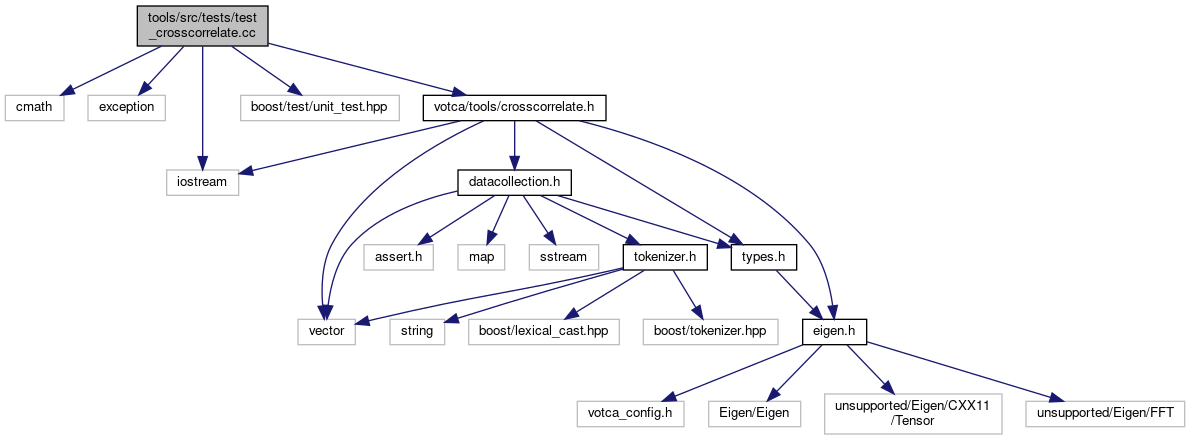 tools/src/tests/test
_crosscorrelate.cc
cmath
exception
boost/test/unit_test.hpp
votca/tools/crosscorrelate.h
iostream
datacollection.h
assert.h
map
sstream
tokenizer.h
types.h
vector
string
boost/lexical_cast.hpp
boost/tokenizer.hpp
eigen.h
votca_config.h
Eigen/Eigen
unsupported/Eigen/CXX11
/Tensor
unsupported/Eigen/FFT